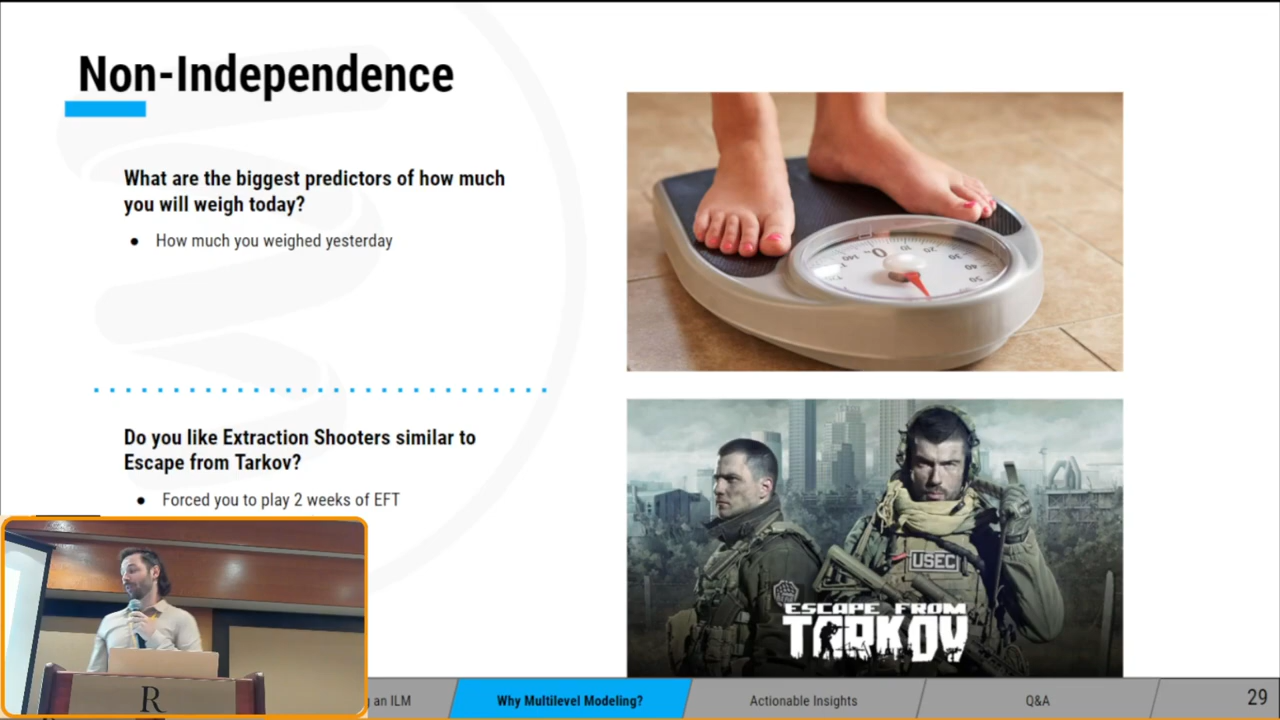 Non-Independence
What are the biggest predictors of how much
you will weigh today?
● How much you weighed yesterday
Do you like Extraction Shooters similar to
Escape from Tarkov?
● Forced you to play 2 weeks of EFT
USEC
ESCAPE FROM
TARKOV
R
an ILM
Why Multilevel Modeling?
Actionable Insights
Q&A
29